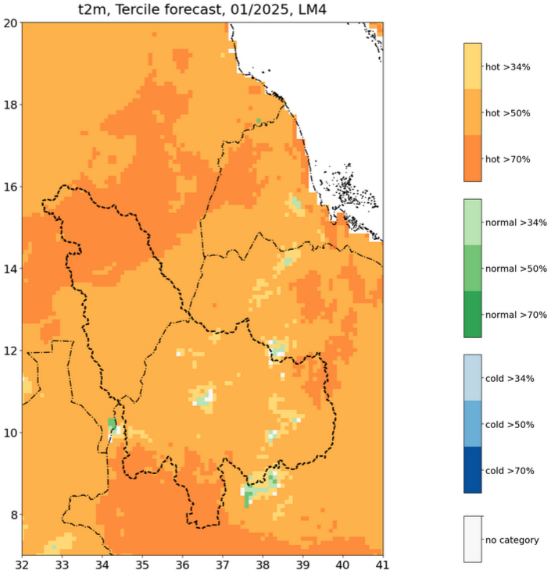 t2m, Tercile forecast, 01/2025, LM4
20
18
16
14
12
10
8
32 33 34 35 36 37 38 39 40 41
hot >34%
hot >50%
hot >70%
normal >34%
normal >50%
normal >70%
cold >34%
cold >50%
cold >70%
no category